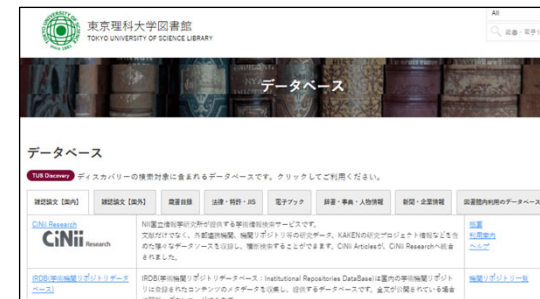 東京理科大学図書館
TOKYO UNIVERSITY OF SCIENCE LIBRARY
All
データベース
データベース
TUS Discovery ディスカバリーの検索対象に含まれるデータベースです。クリックしてご利用ください。
雑誌論文【国内】 雑誌論文【国外】 蔵書目録 法律・特許・JIS 電子ブック 辞書・事典・人物情報 新聞・企業情報 図書館内利用のデータベース
CiNii Research
CiNii Research
NII国立情報学研究所が提供する学術情報検索サービスです。
文献だけでなく、外部連携機関、機関リポジトリ等の研究データ、KAKENの研究プロジェクト情報などを含
めた様々なデータソースを収録し、横断検索することができます。CiNii Articlesが、CiNii Researchへ統合
されました。
概要
利用案内
ヘルプ
IRDB(学術機関リポジトリデータ
ベース)
IRDB(学術機関リポジトリデータベース:Institutional Repositories DataBase)は国内の学術機関リポジト
リに登録されたコンテンツのメタデータを収集し、提供するデータベースです。全文が公開されている場合
機関リポジトリ一覧